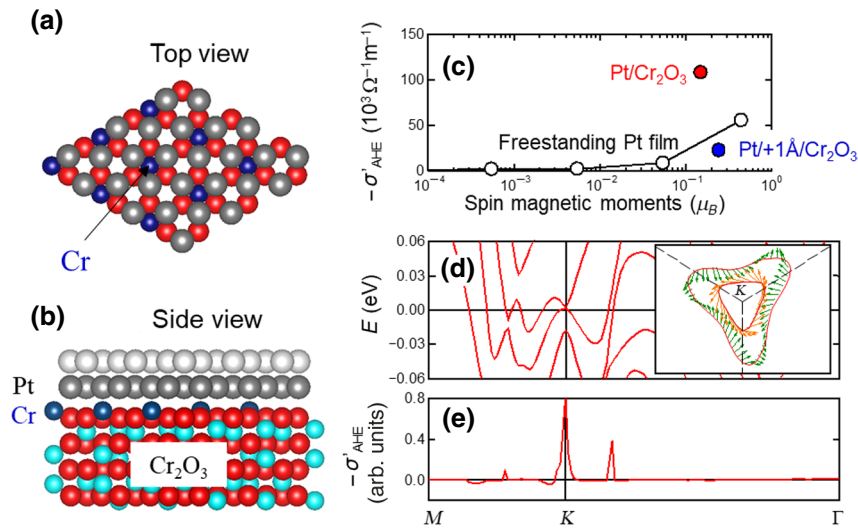 (a)
Top view
Cr
(b)
Side view
Pt
Cr
Cr₂O₃
(c)
150
100
50
0
−σ'AHE (10³Ω⁻¹m⁻¹)
Pt/Cr₂O₃
Freestanding Pt film
Pt/+1Å/Cr₂O₃
10⁻⁴ 10⁻³ 10⁻² 10⁻¹ 10⁰
Spin magnetic moments (μB)
(d)
0.06
0.03
0.00
−0.03
−0.06
E (eV)
K
(e)
0.8
0.4
0.0
−σ'AHE
(arb. units)
M K Γ